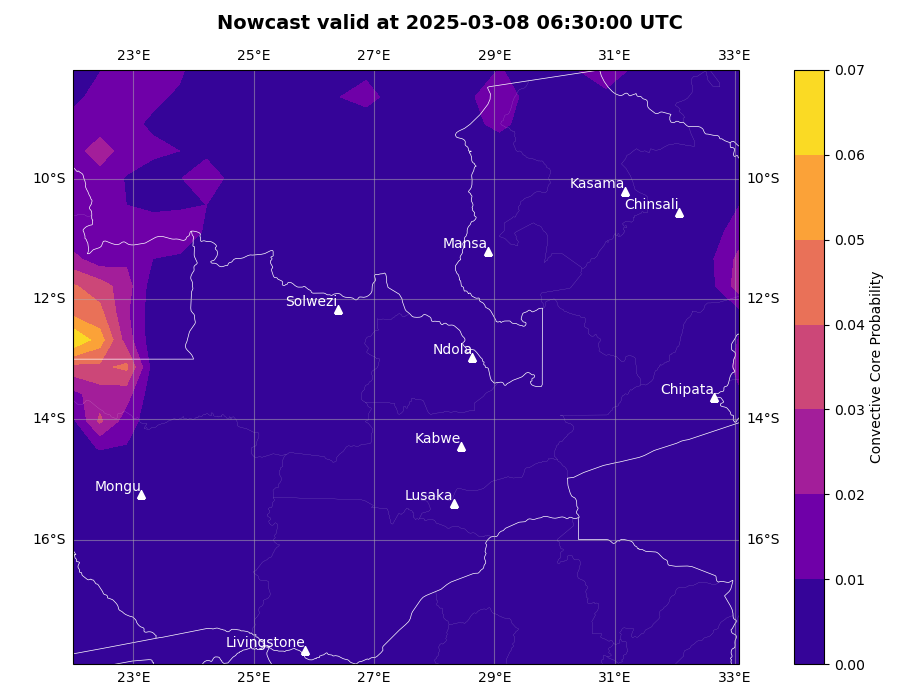 Nowcast valid at 2025-03-08 06:30:00 UTC
23°E 25°E 27°E 29°E 31°E 33°E
0.07
0.06
0.05
0.04
0.03
0.02
0.01
0.00
Convective Core Probability
10°S 10°S
12°S 12°S
14°S 14°S
16°S 16°S
Kasama
Chinsali
Mansa
Solwezi
Ndola
Chipata
Kabwe
Mongu
Lusaka
Livingstone
23°E 25°E 27°E 29°E 31°E 33°E